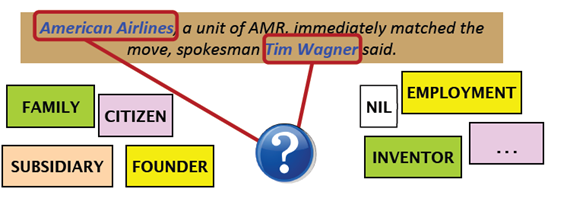 American Airlines, a unit of AMR, immediately matched the
move, spokesman Tim Wagner said.
FAMILY
CITIZEN
NIL
EMPLOYMENT
SUBSIDIARY
FOUNDER
?
INVENTOR
...